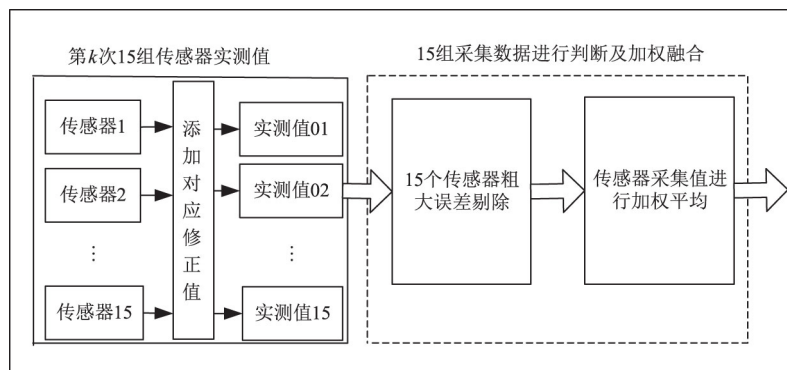 第k次15组传感器实测值
15组采集数据进行判断及加权融合
传感器1
传感器2
⋮
传感器15
添
加
对
应
修
正
值
实测值01
实测值02
⋮
实测值15
15个传感器粗
大误差剔除
传感器采集值进
行加权平均